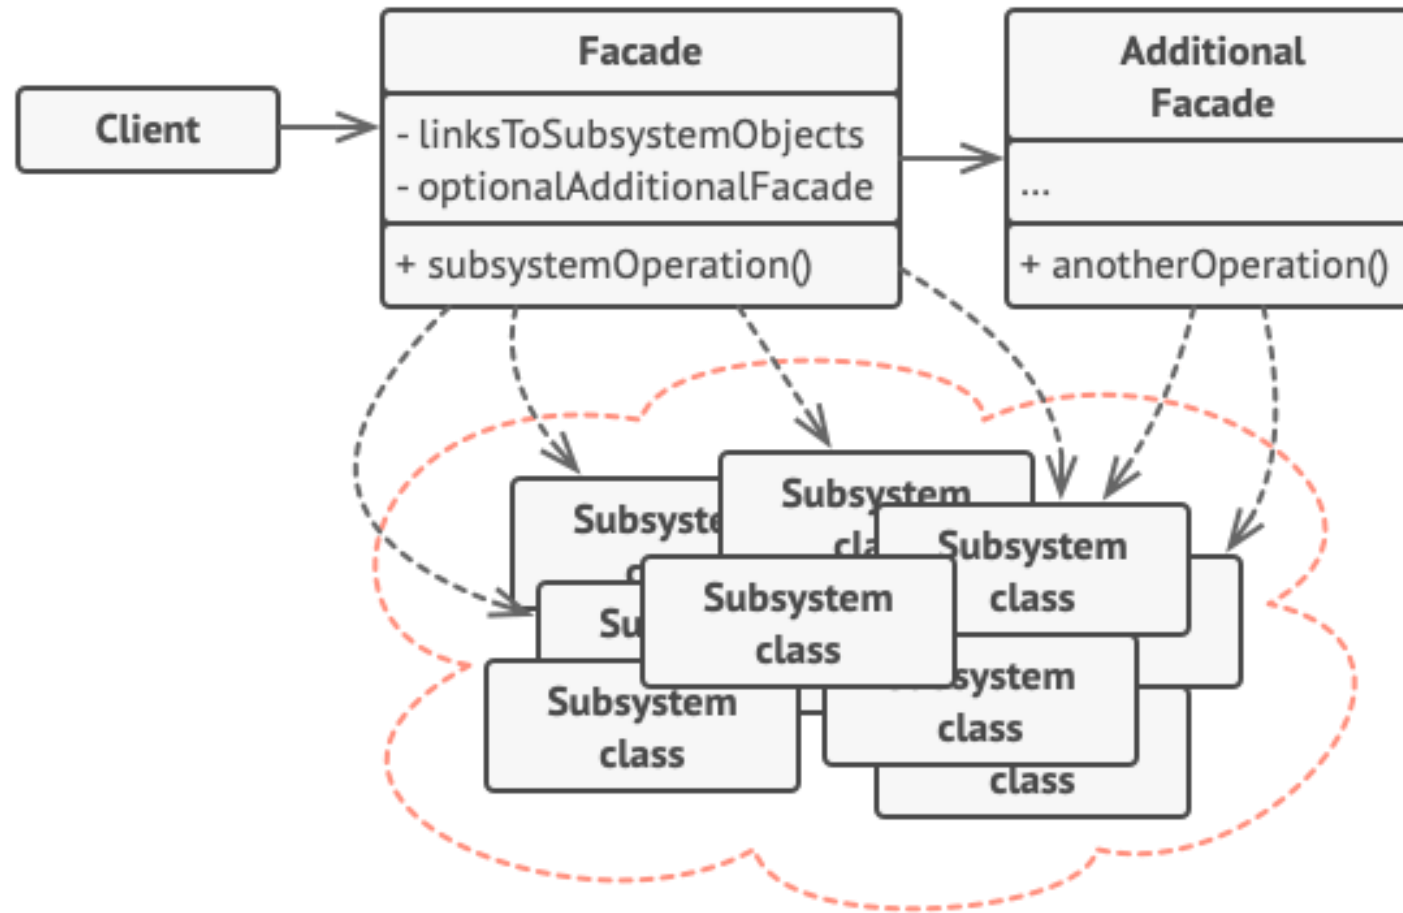 Facade
Additional
Facade
Client
- linksToSubsystemObjects
- optionalAdditionalFacade
...
+ subsystemOperation()
+ anotherOperation()
Subsystem
Subsystem
class
Subsystem
class
Subsystem
class
class
class